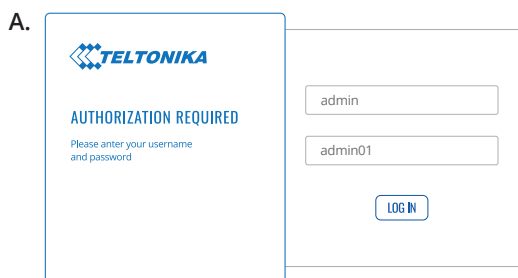 A.
TELTONIKA
AUTHORIZATION REQUIRED
Please anter your username
and password
admin
admin01
LOG IN